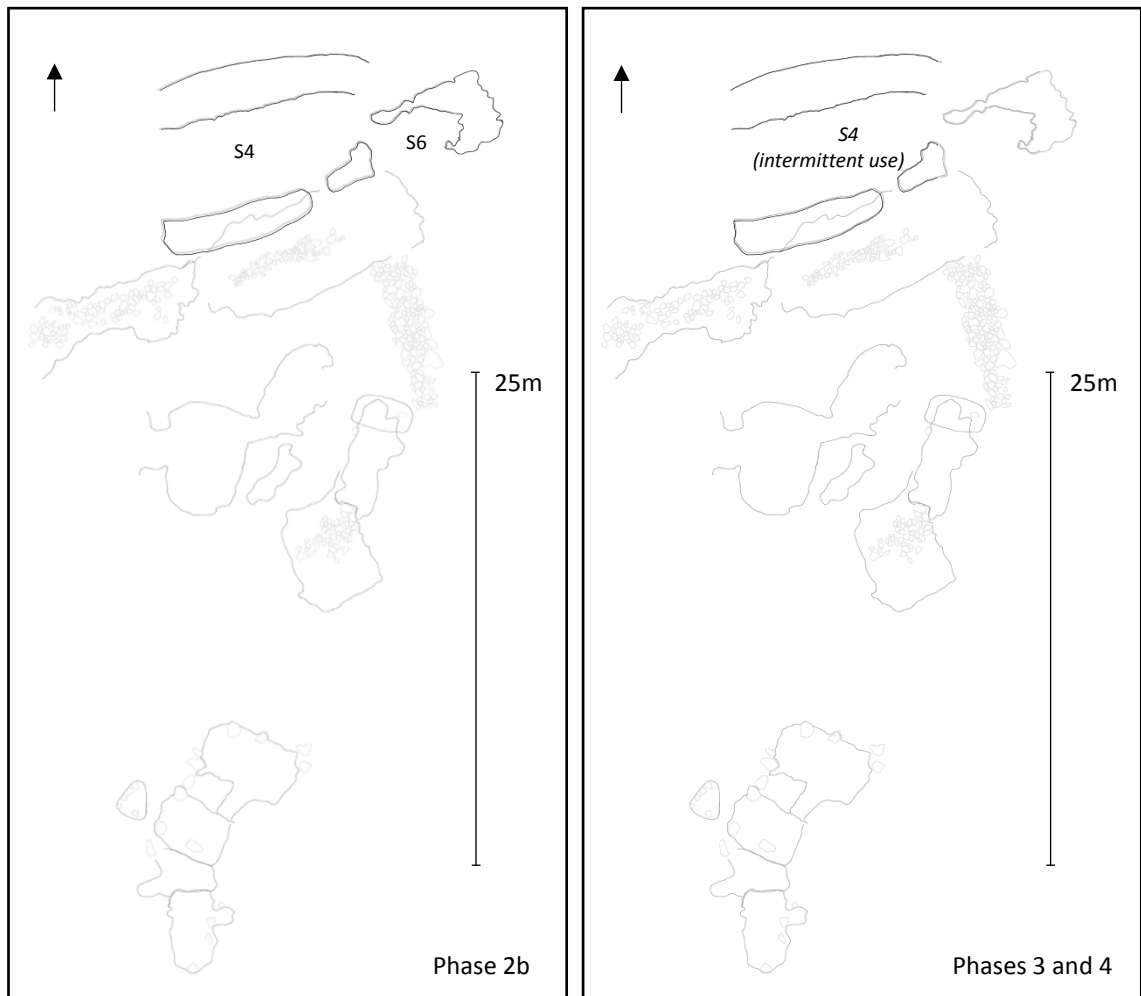 S4
S6
25m
Phase 2b
S4
(intermittent use)
25m
Phases 3 and 4